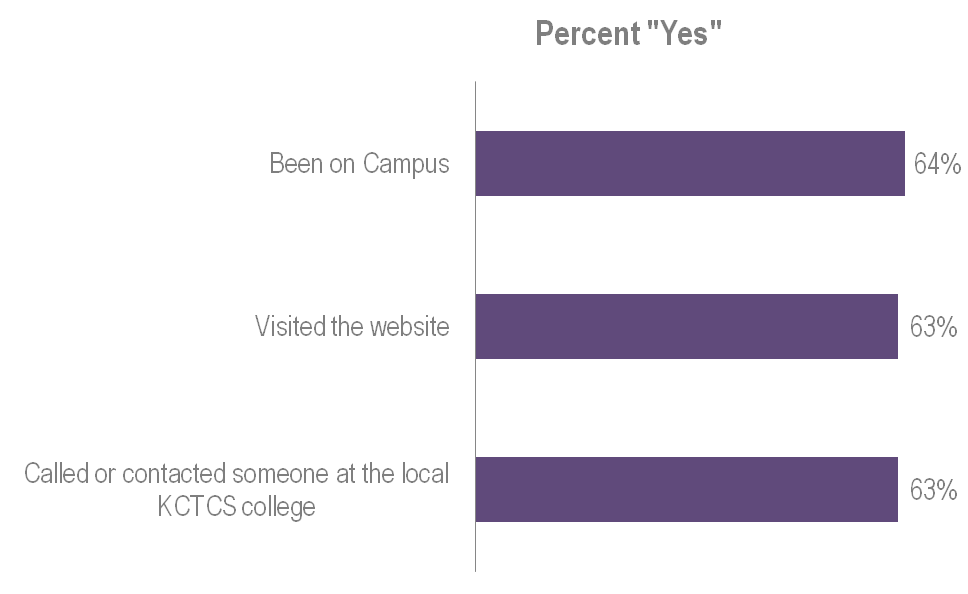 Percent "Yes"
Been on Campus
64%
Visited the website
63%
Called or contacted someone at the local
KCTCS college
63%